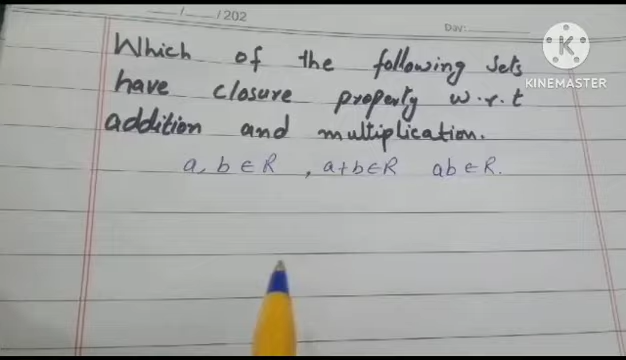 / /202
Day:
Which of the following sets
have closure property w.r.t
addition and multiplication.
a, b ∈ R , a+b∈R ab ∈ R.
K
KINEMASTER